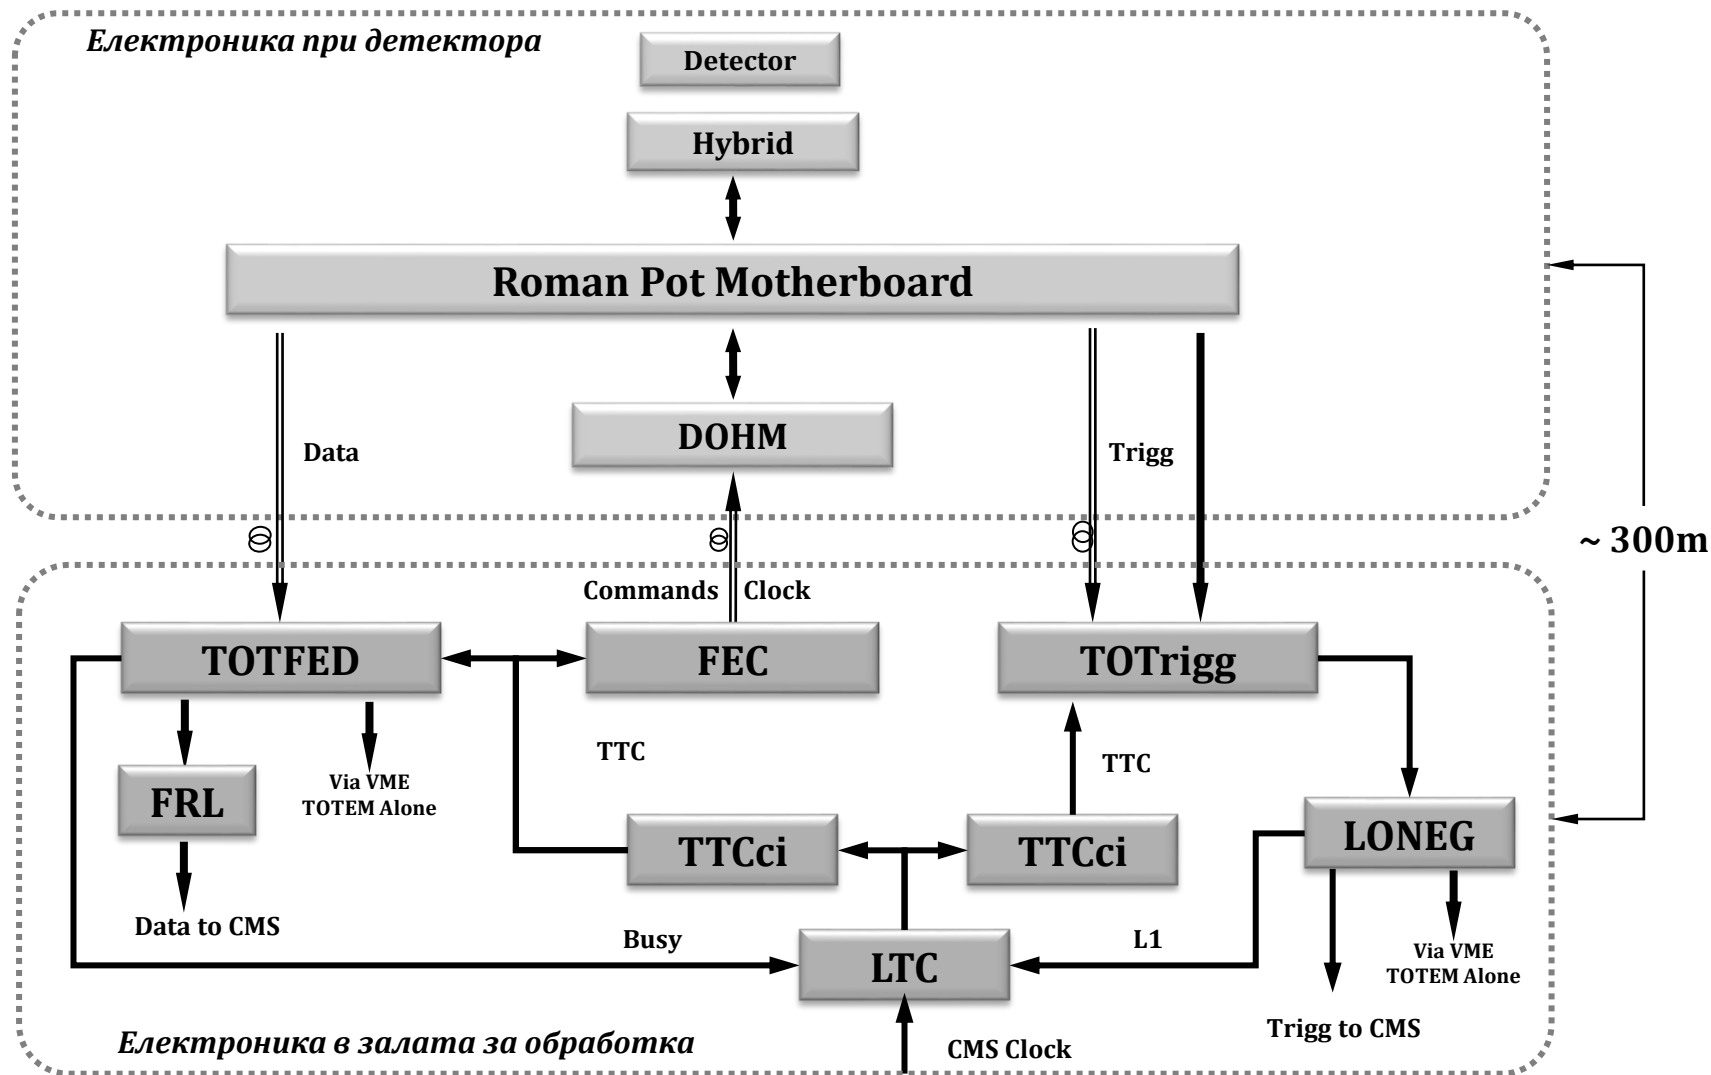 Електроника при детектора
Detector
Hybrid
Roman Pot Motherboard
DOHM
Data
Trigg
~ 300m
Commands
Clock
TOTFED
FEC
TOTrigg
TTC
TTC
Via VME
TOTEM Alone
FRL
TTCci
TTCci
LONEG
Data to CMS
Busy
L1
LTC
Via VME
TOTEM Alone
Trigg to CMS
CMS Clock
Електроника в залата за обработка